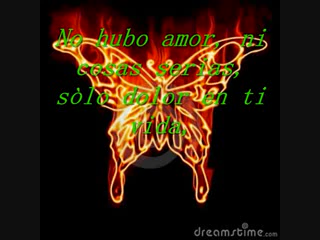 No hubo amor, ni
cosas serias,
sòlo dolor en ti
vida,
dreamstime.com